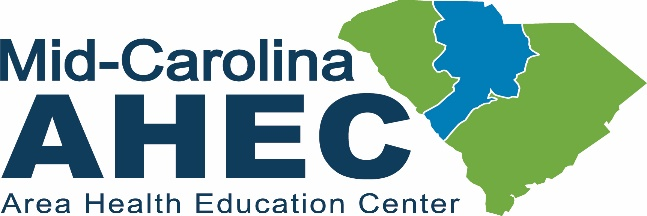 Mid-Carolina
AHEC
Area Health Education Center